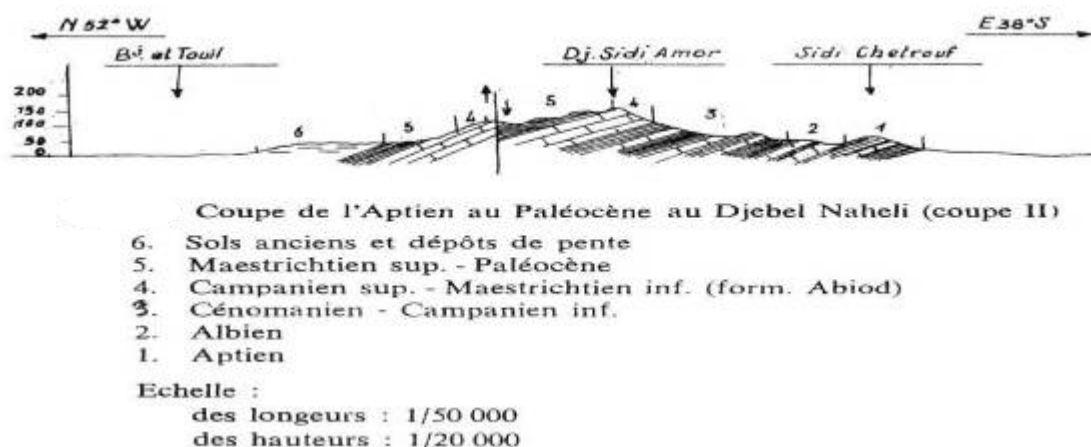 N 52° W
E 38° S
Bj. et Touil
Dj. Sidi Amor
Sidi Chetrouf
200
150
100
50
0
6
5
4
5
4
3
2
1
Coupe de l'Aptien au Paléocène au Djebel Naheli (coupe II)
6. Sols anciens et dépôts de pente
5. Maestrichtien sup. - Paléocène
4. Campanien sup. - Maestrichtien inf. (form. Abiod)
3. Cénomanien - Campanien inf.
2. Albien
1. Aptien
Echelle :
des longeurs : 1/50 000
des hauteurs : 1/20 000